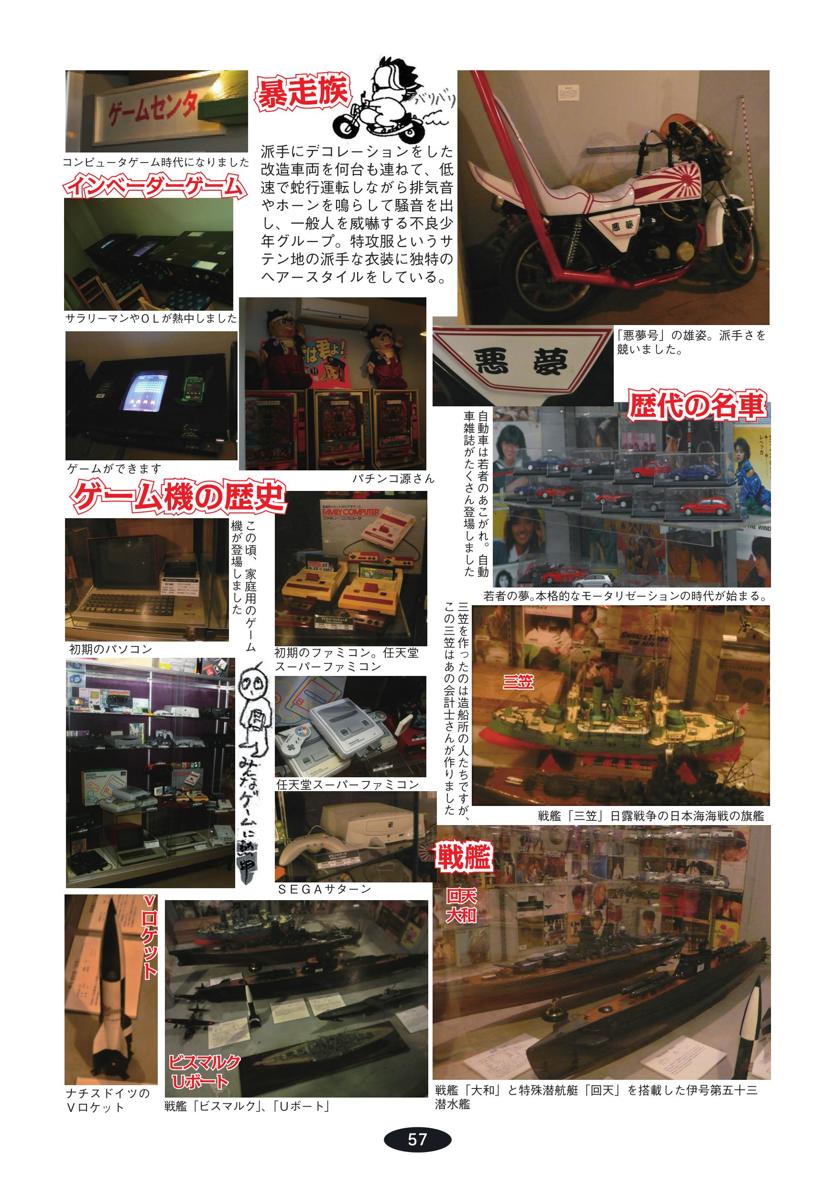 ゲームセンタ
コンピュータゲーム時代になりました
暴走族
バリバリ
派手にデコレーションをした
改造車両を何台も連ねて、低
速で蛇行運転しながら排気音
やホーンを鳴らして騒音を出
し、一般人を威嚇する不良少
年グループ。特攻服というサ
テン地の派手な衣装に独特の
ヘアースタイルをしている。
インベーダーゲーム
サラリーマンやＯＬが熱中しました
ゲームができます
は君よ!
パチンコ源さん
悪夢
悪夢
「悪夢号」の雄姿。派手さを
競いました。
歴代の名車
自動車は若者のあこがれ。自動
車雑誌がたくさん登場しました
若者の夢。本格的なモータリゼーションの時代が始まる。
ゲーム機の歴史
この頃、家庭用のゲーム
機が登場しました
初期のパソコン
FAMILY COMPUTER
初期のファミコン。任天堂
スーパーファミコン
みんなゲームに熱中
任天堂スーパーファミコン
ＳＥＧＡサターン
三笠を作ったのは造船所の人たちですが、
この三笠はあの会計士さんが作りました
三笠
戦艦「三笠」日露戦争の日本海海戦の旗艦
戦艦
回天
大和
戦艦「大和」と特殊潜航艇「回天」を搭載した伊号第五十三
潜水艦
Ｖロケット
ナチスドイツの
Ｖロケット
ビスマルク
Ｕボート
戦艦「ビスマルク」、「Ｕボート」
57